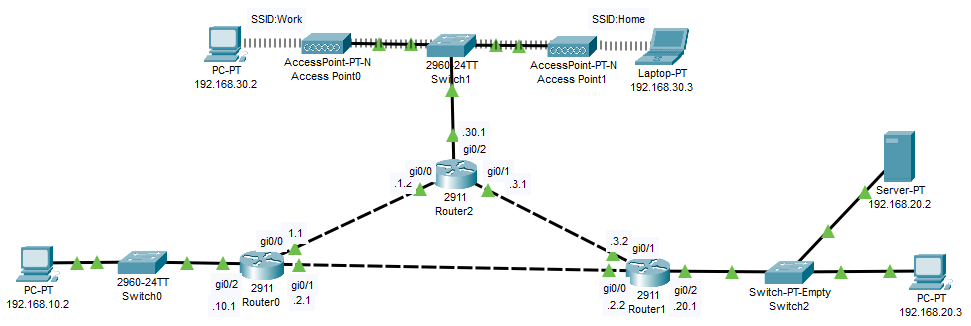 SSID:Work
SSID:Home
PC-PT
192.168.30.2
AccessPoint-PT-N
Access Point0
2960-24TT
Switch1
AccessPoint-PT-N
Access Point1
Laptop-PT
192.168.30.3
.30.1
gi0/2
gi0/0
gi0/1
.1.2
.3.1
2911
Router2
Server-PT
192.168.20.2
gi0/0
1.1
.3.2
gi0/1
PC-PT
192.168.10.2
2960-24TT
Switch0
gi0/2
.10.1
2911
Router0
gi0/1
.2.1
gi0/0
.2.2
2911
Router1
gi0/2
.20.1
Switch-PT-Empty
Switch2
PC-PT
192.168.20.3